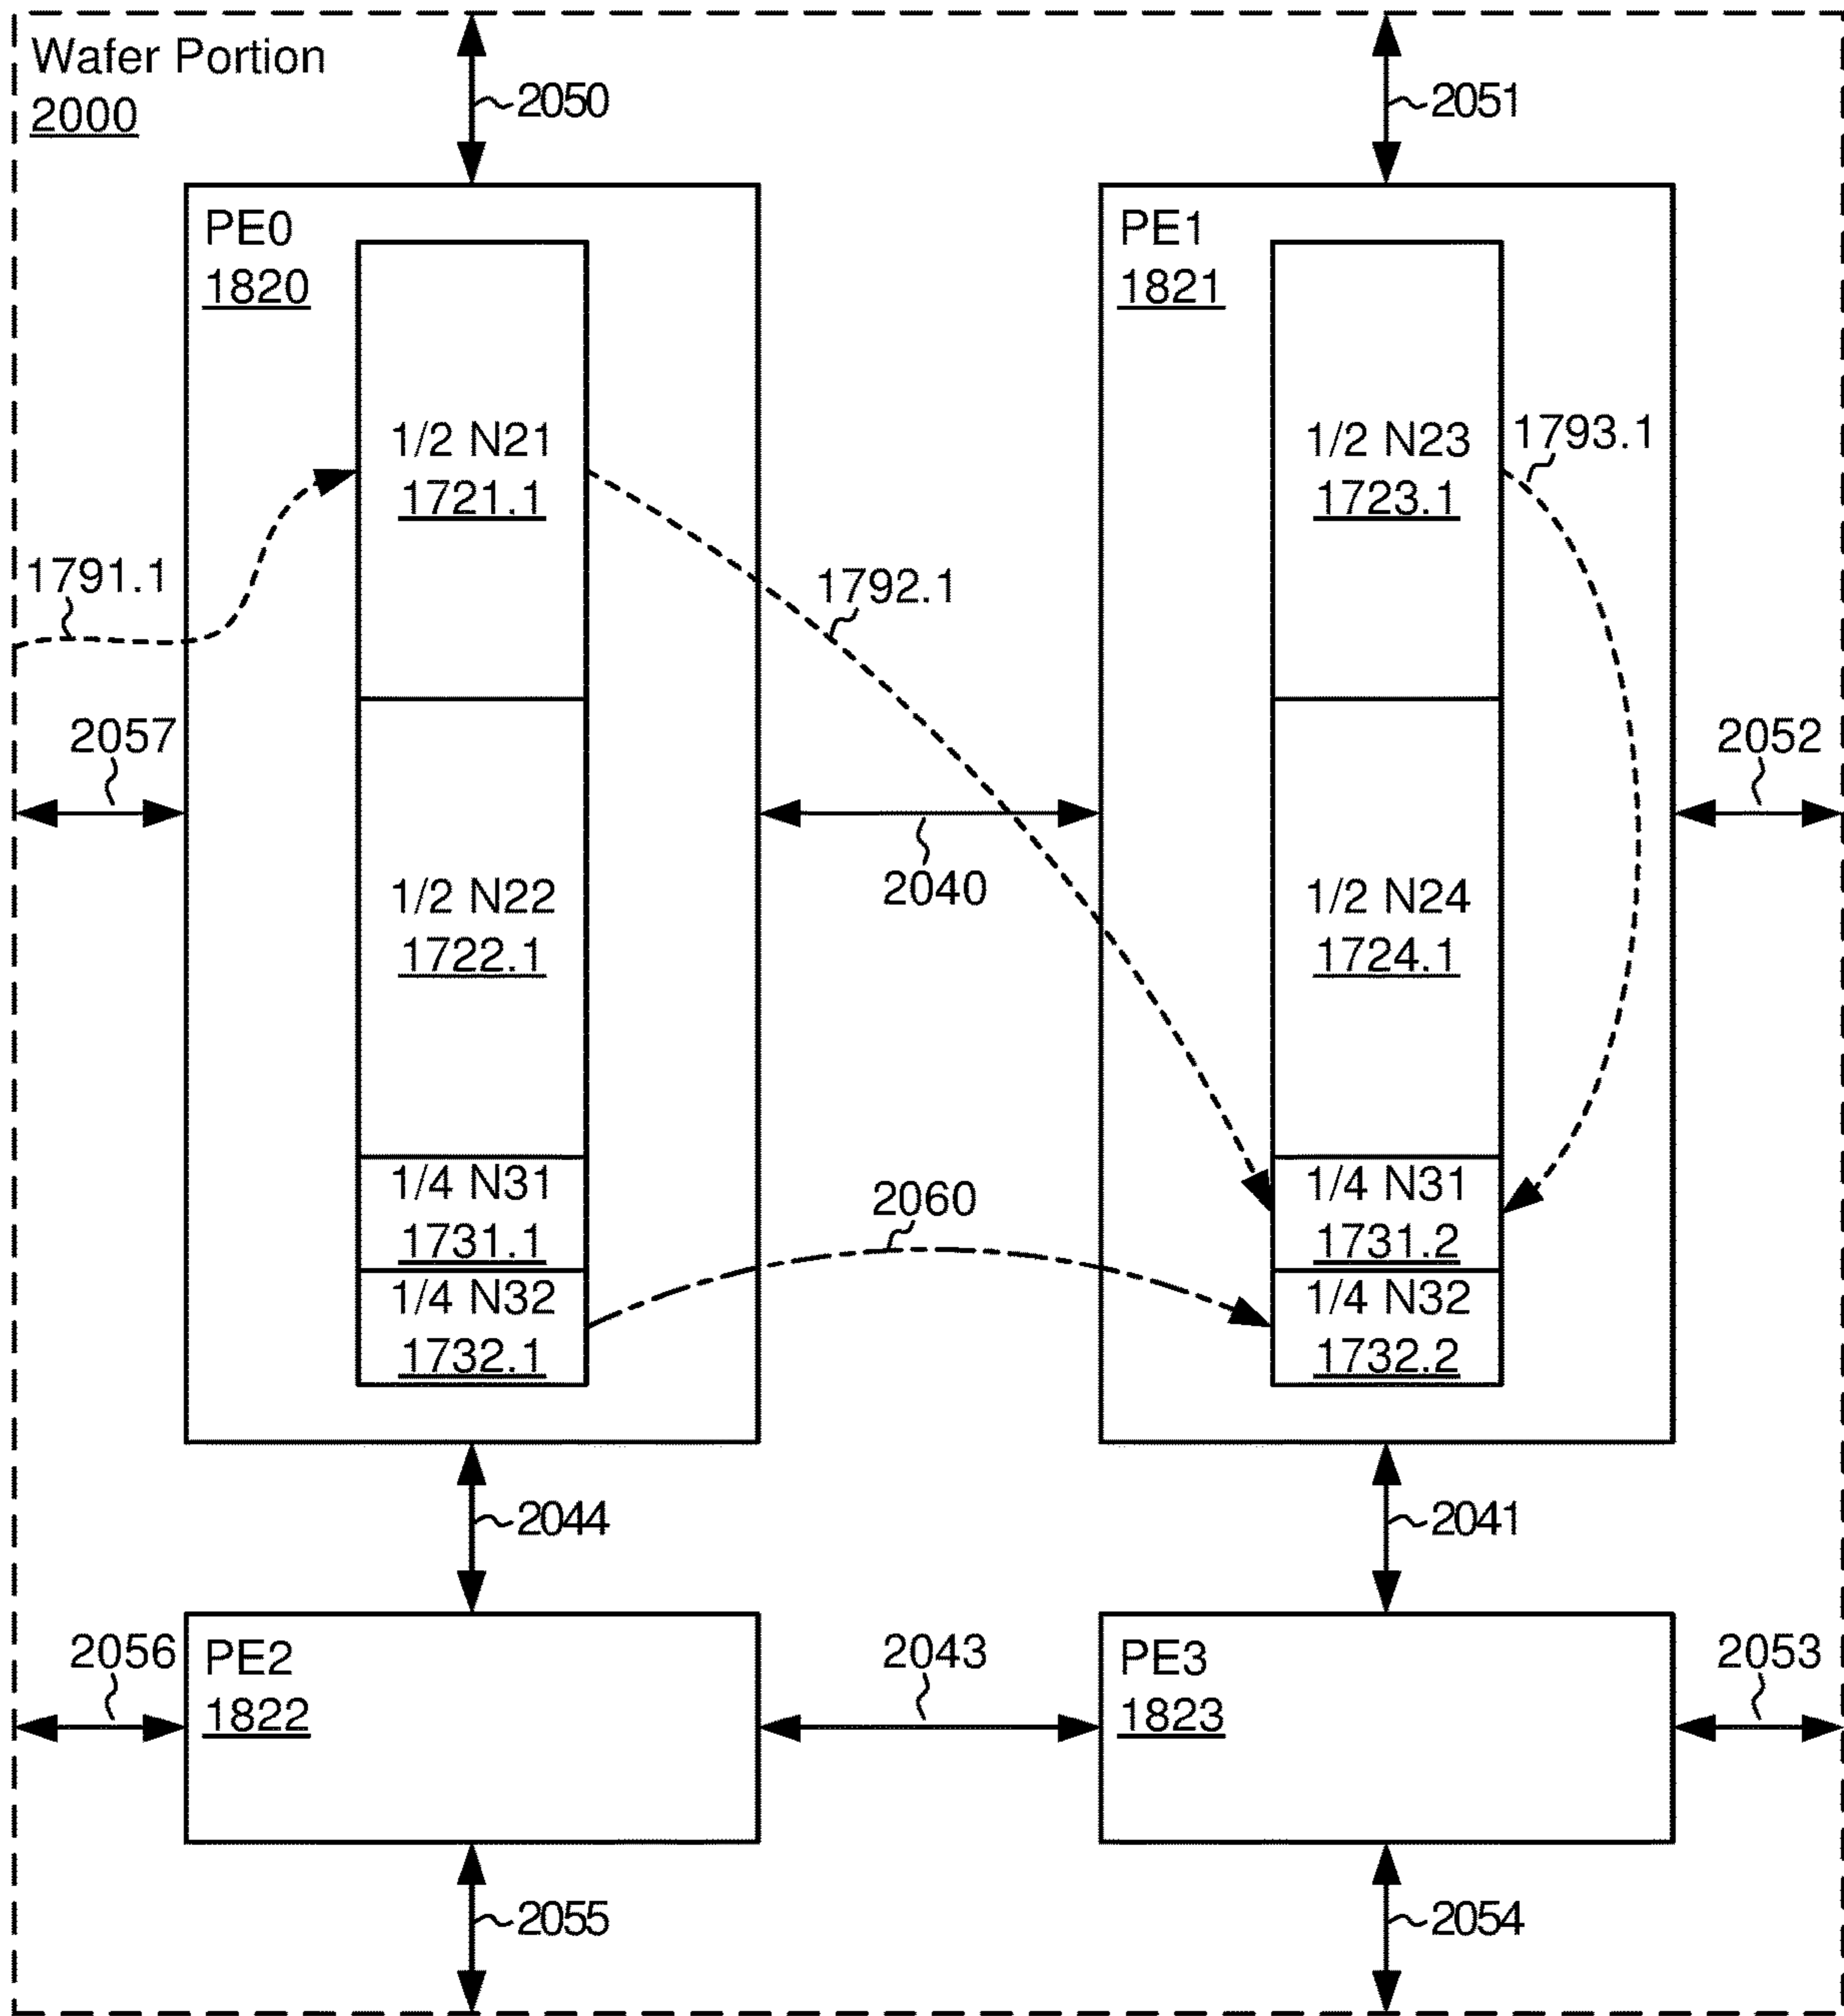 Wafer Portion
2000
2050
2051
PE0
1820
PE1
1821
1/2 N21
1721.1
1/2 N23
1723.1
1793.1
1791.1
1792.1
2057
2052
2040
1/2 N22
1722.1
1/2 N24
1724.1
1/4 N31
1731.1
2060
1/4 N31
1731.2
1/4 N32
1732.1
1/4 N32
1732.2
2044
2041
2056
PE2
1822
2043
PE3
1823
2053
2055
2054